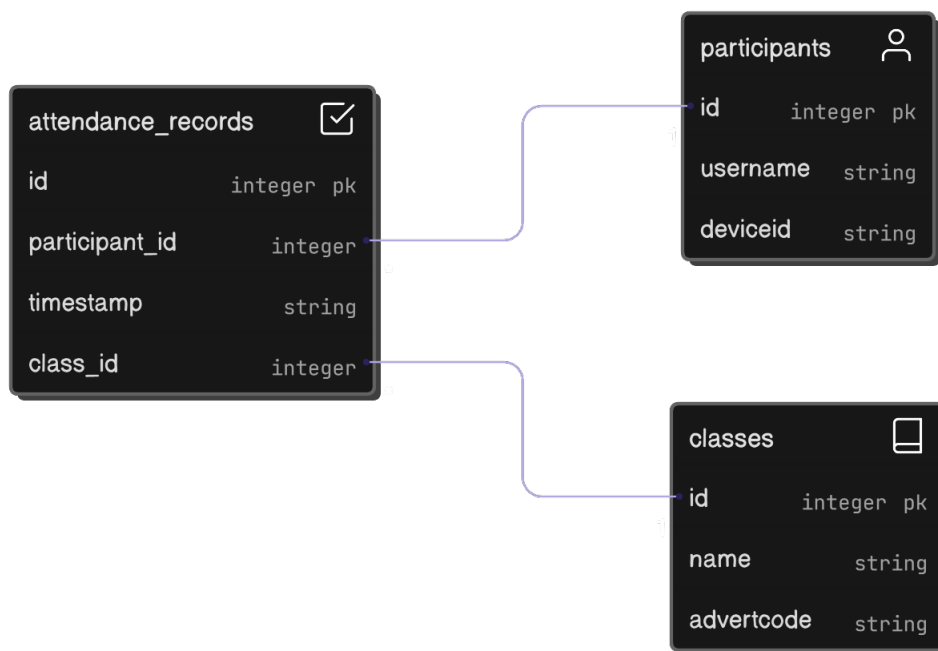 attendance_records
id integer pk
participant_id integer
timestamp string
class_id integer
participants
id integer pk
username string
deviceid string
classes
id integer pk
name string
advertcode string